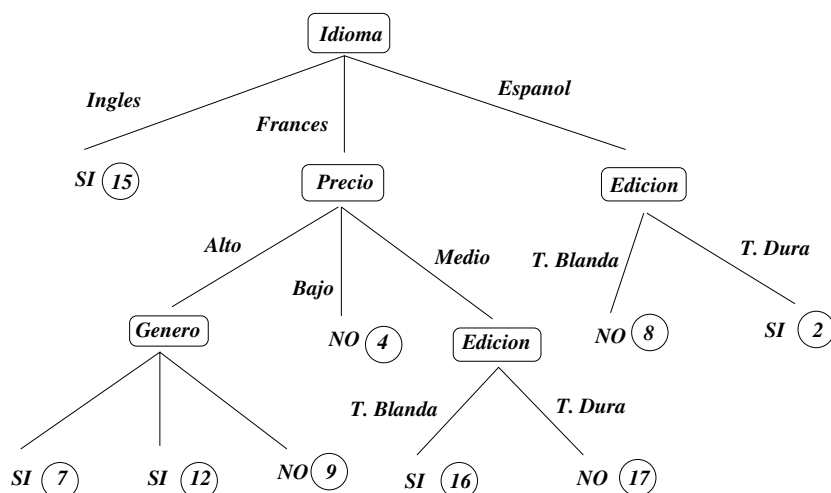 Idioma
Ingles
Frances
Espanol
SI 15
Precio
Edicion
Alto
Bajo
Medio
T. Blanda
T. Dura
Genero
NO 4
Edicion
NO 8
SI 2
T. Blanda
T. Dura
SI 7
SI 12
NO 9
SI 16
NO 17